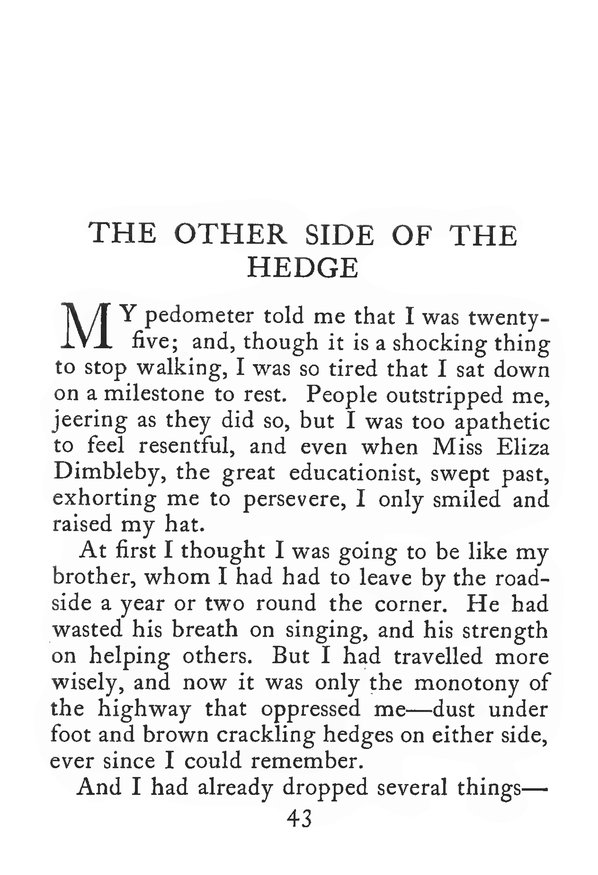 THE OTHER SIDE OF THE
HEDGE
MY pedometer told me that I was twenty-
five; and, though it is a shocking thing
to stop walking, I was so tired that I sat down
on a milestone to rest. People outstripped me,
jeering as they did so, but I was too apathetic
to feel resentful, and even when Miss Eliza
Dimbleby, the great educationist, swept past,
exhorting me to persevere, I only smiled and
raised my hat.
At first I thought I was going to be like my
brother, whom I had had to leave by the road-
side a year or two round the corner. He had
wasted his breath on singing, and his strength
on helping others. But I had travelled more
wisely, and now it was only the monotony of
the highway that oppressed me—dust under
foot and brown crackling hedges on either side,
ever since I could remember.
And I had already dropped several things—
43